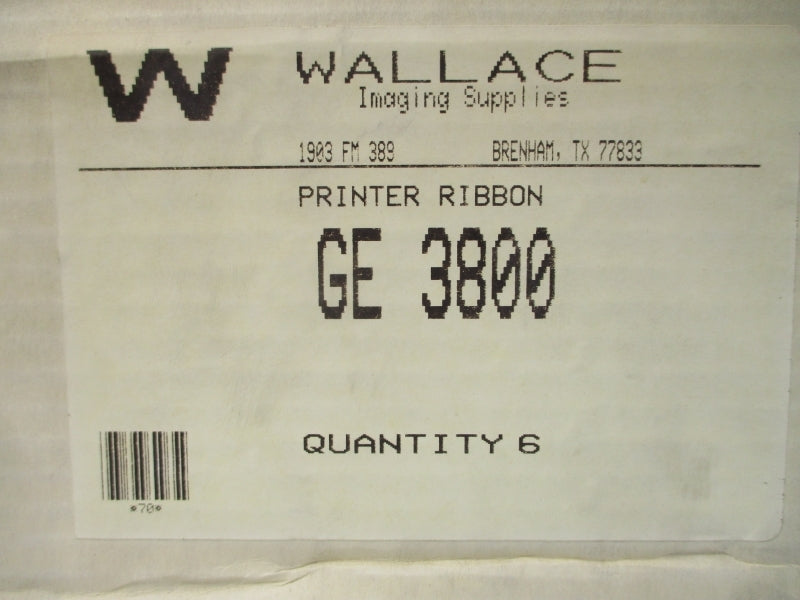 W
WALLACE
Imaging Supplies
1903 FM 389 BRENHAM, TX 77833
PRINTER RIBBON
GE 3800
QUANTITY 6
*70*